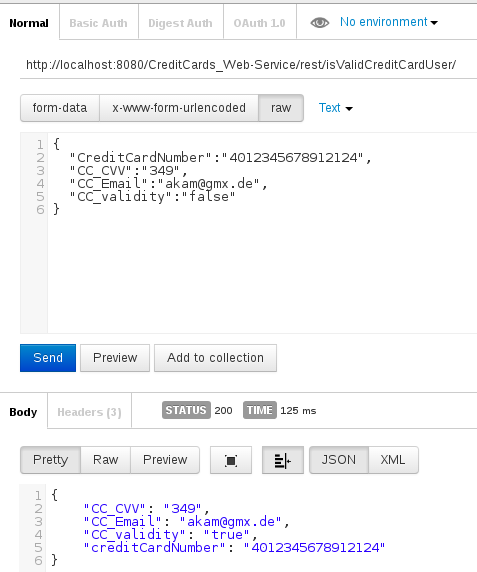 Normal Basic Auth Digest Auth OAuth 1.0 No environment
http://localhost:8080/CreditCards_Web-Service/rest/isValidCreditCardUser/
form-data x-www-form-urlencoded raw Text
1 {
2 "CreditCardNumber":"4012345678912124",
3 "CC_CVV":"349",
4 "CC_Email":"akam@gmx.de",
5 "CC_validity":"false"
6 }
Send Preview Add to collection
Body Headers (3) STATUS 200 TIME 125 ms
Pretty Raw Preview JSON XML
1 {
2 "CC_CVV": "349",
3 "CC_Email": "akam@gmx.de",
4 "CC_validity": "true",
5 "creditCardNumber": "4012345678912124"
6 }